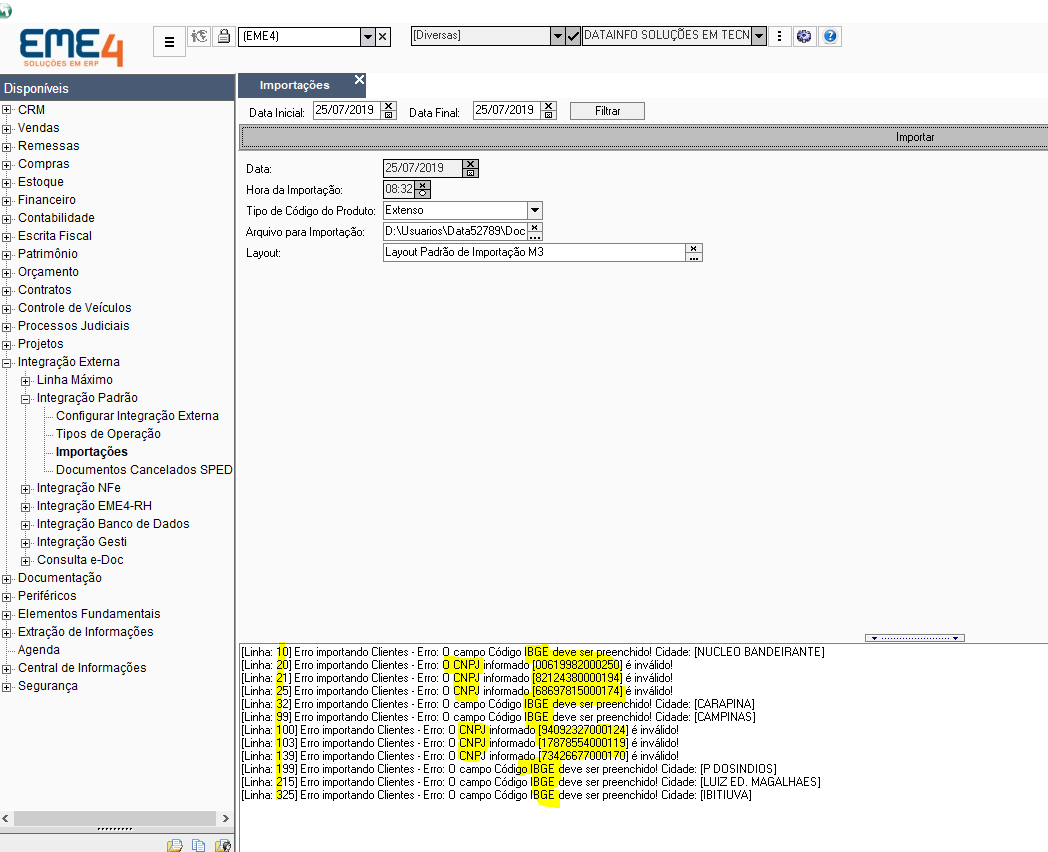 EME4
SOLUÇÕES EM ERP
(EME4)
[Diversas]
DATAINFO SOLUÇÕES EM TECN
Disponíveis
CRM
Vendas
Remessas
Compras
Estoque
Financeiro
Contabilidade
Escrita Fiscal
Patrimônio
Orçamento
Contratos
Controle de Veículos
Processos Judiciais
Projetos
Integração Externa
Linha Máximo
Integração Padrão
Configurar Integração Externa
Tipos de Operação
Importações
Documentos Cancelados SPED
Integração NFe
Integração EME4-RH
Integração Banco de Dados
Integração Gesti
Consulta e-Doc
Documentação
Periféricos
Elementos Fundamentais
Extração de Informações
Agenda
Central de Informações
Segurança
Importações
Data Inicial: 25/07/2019 Data Final: 25/07/2019 Filtrar
Importar
Data: 25/07/2019
Hora da Importação: 08:32
Tipo de Código do Produto: Extenso
Arquivo para Importação: D:\Usuarios\Data52789\Doc
Layout: Layout Padrão de Importação M3
[Linha: 10] Erro importando Clientes - Erro: O campo Código IBGE deve ser preenchido! Cidade: [NUCLEO BANDEIRANTE]
[Linha: 20] Erro importando Clientes - Erro: O CNPJ informado [00619982000250] é inválido!
[Linha: 21] Erro importando Clientes - Erro: O CNPJ informado [82124380000194] é inválido!
[Linha: 25] Erro importando Clientes - Erro: O CNPJ informado [68697815000174] é inválido!
[Linha: 32] Erro importando Clientes - Erro: O campo Código IBGE deve ser preenchido! Cidade: [CARAPINA]
[Linha: 99] Erro importando Clientes - Erro: O campo Código IBGE deve ser preenchido! Cidade: [CAMPINAS]
[Linha: 100] Erro importando Clientes - Erro: O CNPJ informado [94092327000124] é inválido!
[Linha: 103] Erro importando Clientes - Erro: O CNPJ informado [17878554000119] é inválido!
[Linha: 139] Erro importando Clientes - Erro: O CNPJ informado [73426677000170] é inválido!
[Linha: 199] Erro importando Clientes - Erro: O campo Código IBGE deve ser preenchido! Cidade: [P DOSINDIOS]
[Linha: 215] Erro importando Clientes - Erro: O campo Código IBGE deve ser preenchido! Cidade: [LUIZ ED. MAGALHAES]
[Linha: 325] Erro importando Clientes - Erro: O campo Código IBGE deve ser preenchido! Cidade: [IBITIUVA]